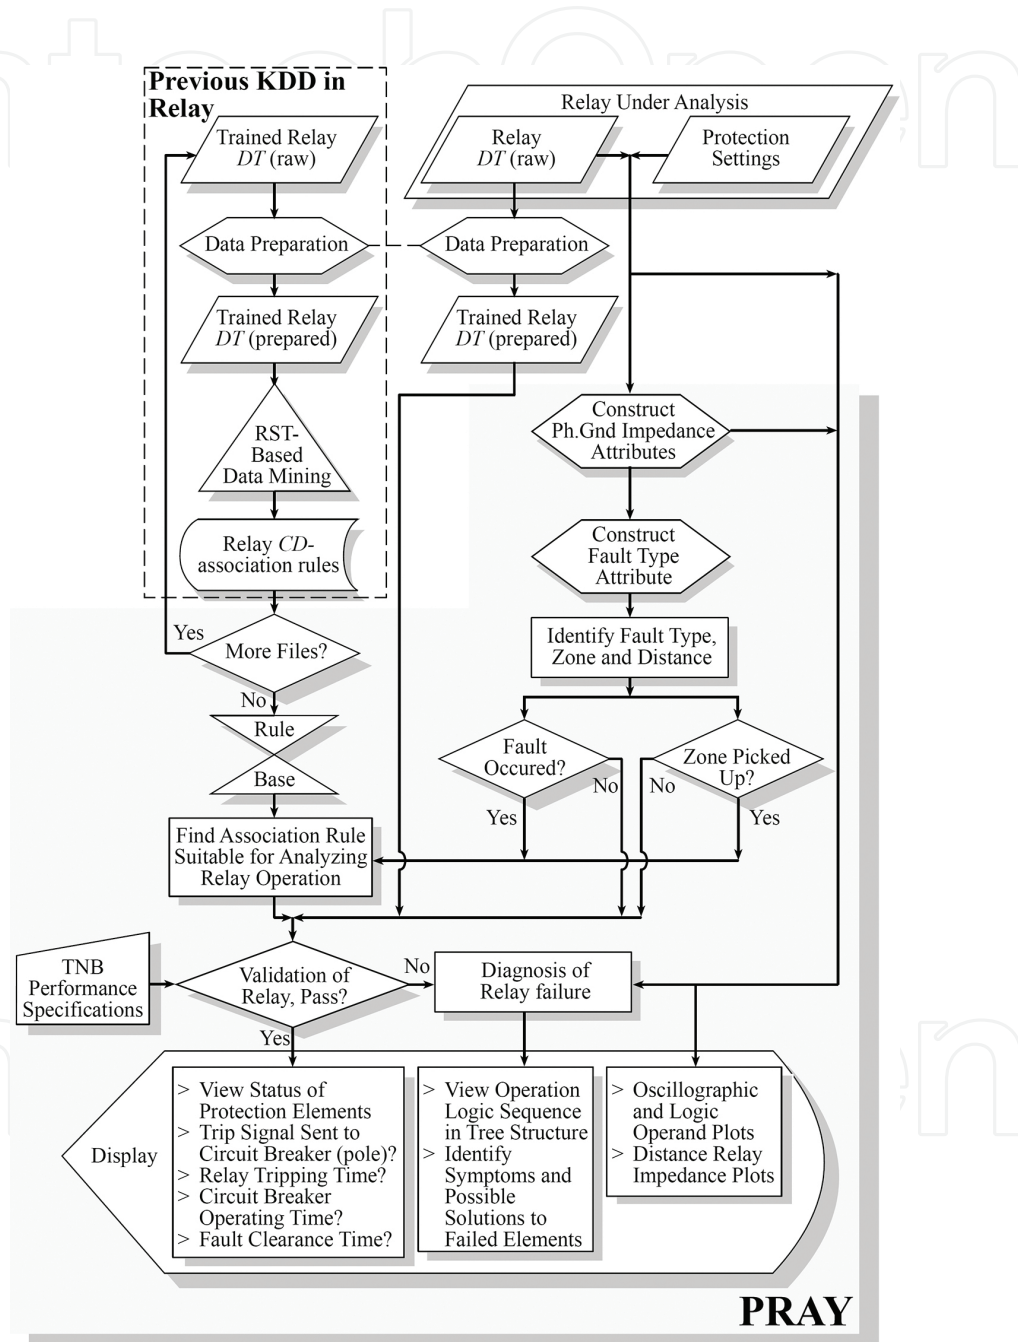 Previous KDD in
Relay
Relay Under Analysis
Trained Relay
DT (raw)
Relay
DT (raw)
Protection
Settings
Data Preparation
Data Preparation
Trained Relay
DT (prepared)
Trained Relay
DT (prepared)
Construct
Ph.Gnd Impedance
Attributes
RST-
Based
Data Mining
Relay CD-
association rules
Construct
Fault Type
Attribute
Yes
More Files?
No
Identify Fault Type,
Zone and Distance
Rule
Base
Fault
Occured?
No
Yes
Zone Picked
Up?
No
Yes
Find Association Rule
Suitable for Analyzing
Relay Operation
TNB
Performance
Specifications
Validation of
Relay, Pass?
No
Yes
Diagnosis of
Relay failure
Display
> View Status of
Protection Elements
> Trip Signal Sent to
Circuit Breaker (pole)?
> Relay Tripping Time?
> Circuit Breaker
Operating Time?
> Fault Clearance Time?
> View Operation
Logic Sequence
in Tree Structure
> Identify
Symptoms and
Possible
Solutions to
Failed Elements
> Oscillographic
and Logic
Operand Plots
> Distance Relay
Impedance Plots
PRAY